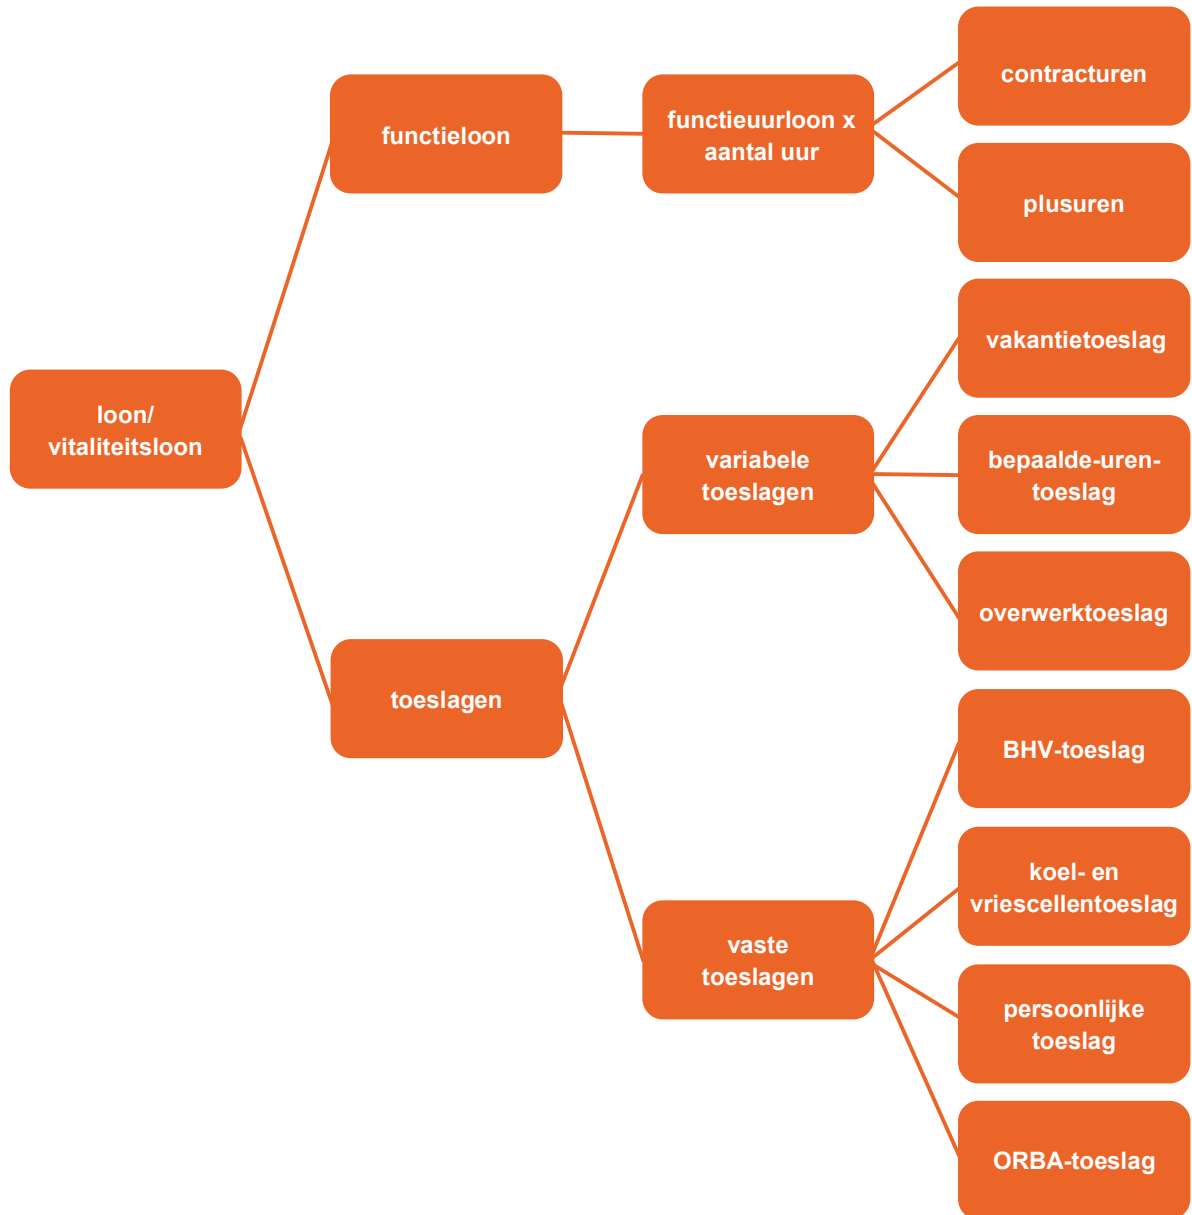 contracturen
functieloon
functieuurloon x
aantal uur
plusuren
vakantietoeslag
loon/
vitaliteitsloon
variabele
toeslagen
bepaalde-uren-
toeslag
overwerktoeslag
toeslagen
BHV-toeslag
koel- en
vriescellentoeslag
vaste
toeslagen
persoonlijke
toeslag
ORBA-toeslag